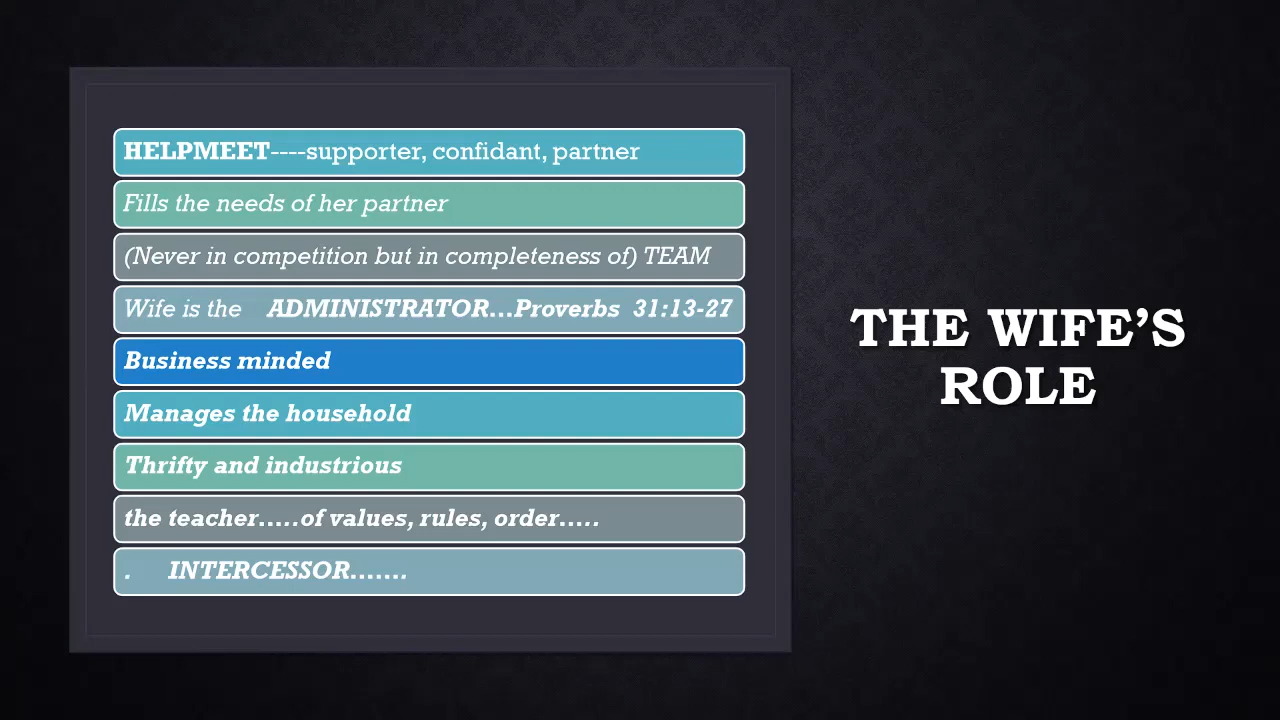 HELPMEET----supporter, confidant, partner
Fills the needs of her partner
(Never in competition but in completeness of) TEAM
Wife is the ADMINISTRATOR...Proverbs 31:13-27
Business minded
Manages the household
Thrifty and industrious
the teacher.....of values, rules, order.....
. INTERCESSOR.......
THE WIFE’S
ROLE